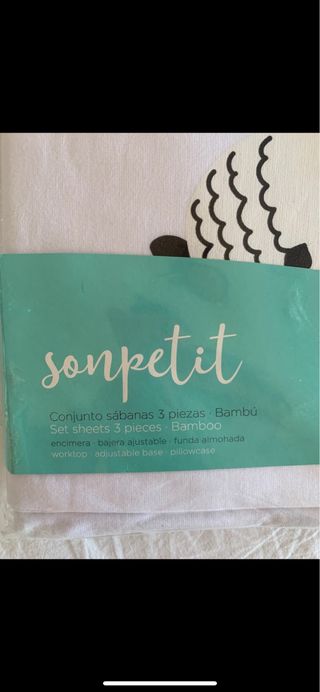 sonpetit
Conjunto sábanas 3 piezas · Bambú
Set sheets 3 pieces · Bamboo
encimera · bajera ajustable · funda almohada
worktop · adjustable base · pillowcase